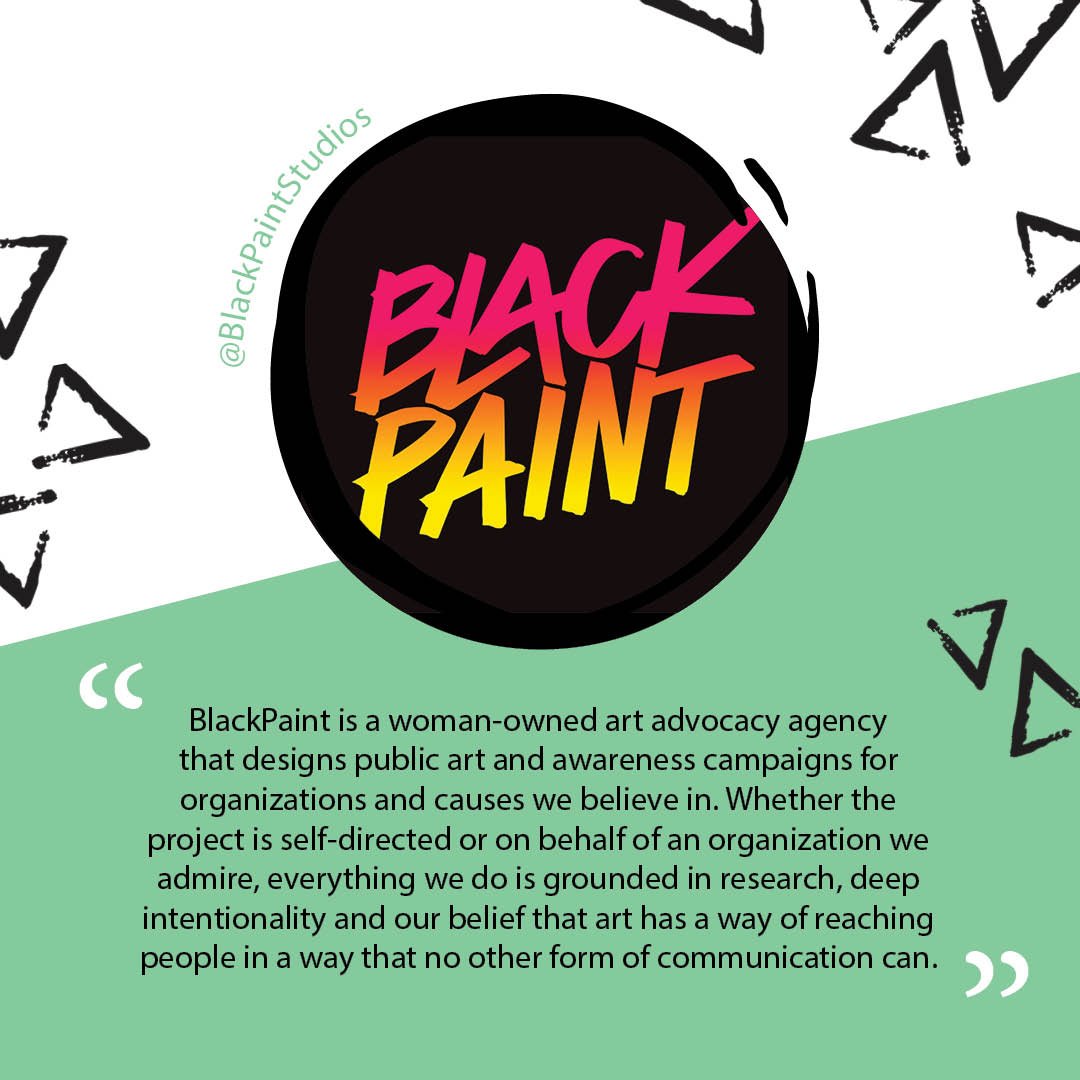 @BlackPaintStudios
BLACK
PAINT
“
BlackPaint is a woman-owned art advocacy agency
that designs public art and awareness campaigns for
organizations and causes we believe in. Whether the
project is self-directed or on behalf of an organization we
admire, everything we do is grounded in research, deep
intentionality and our belief that art has a way of reaching
people in a way that no other form of communication can.
”